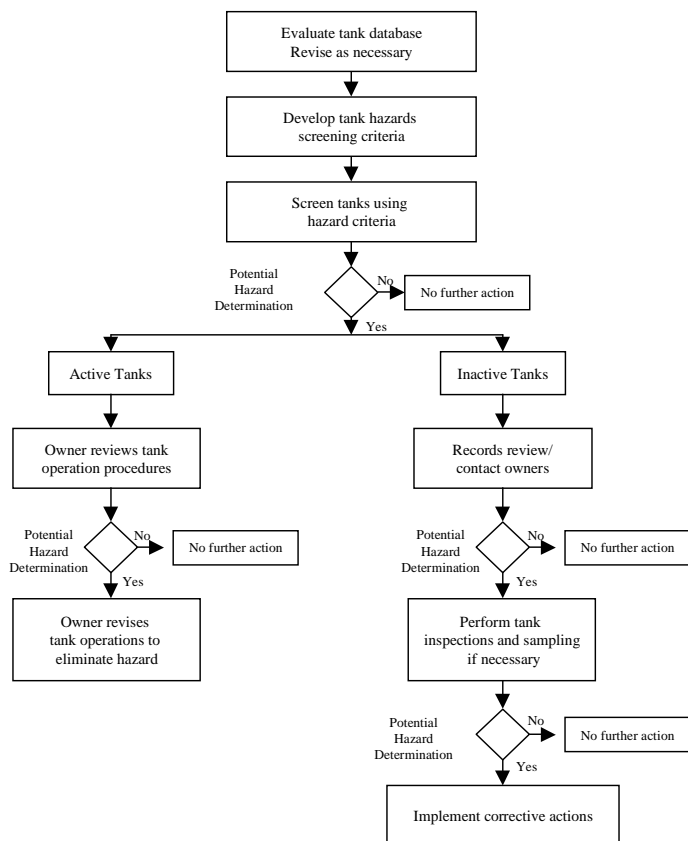 Evaluate tank database
Revise as necessary
Develop tank hazards
screening criteria
Screen tanks using
hazard criteria
Potential
Hazard
Determination
No
No further action
Yes
Active Tanks
Inactive Tanks
Owner reviews tank
operation procedures
Records review/
contact owners
Potential
Hazard
Determination
No
No further action
Yes
Potential
Hazard
Determination
No
No further action
Yes
Owner revises
tank operations to
eliminate hazard
Perform tank
inspections and sampling
if necessary
Potential
Hazard
Determination
No
No further action
Yes
Implement corrective actions